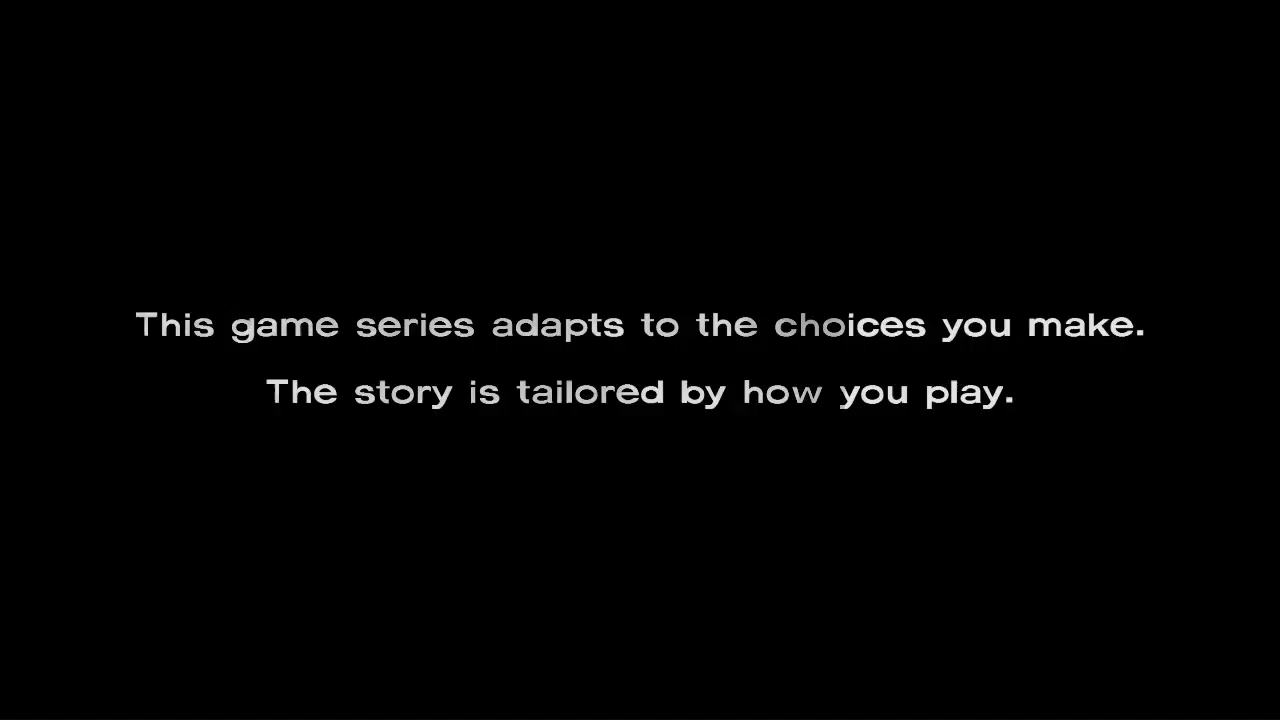 This game series adapts to the choices you make.
The story is tailored by how you play.